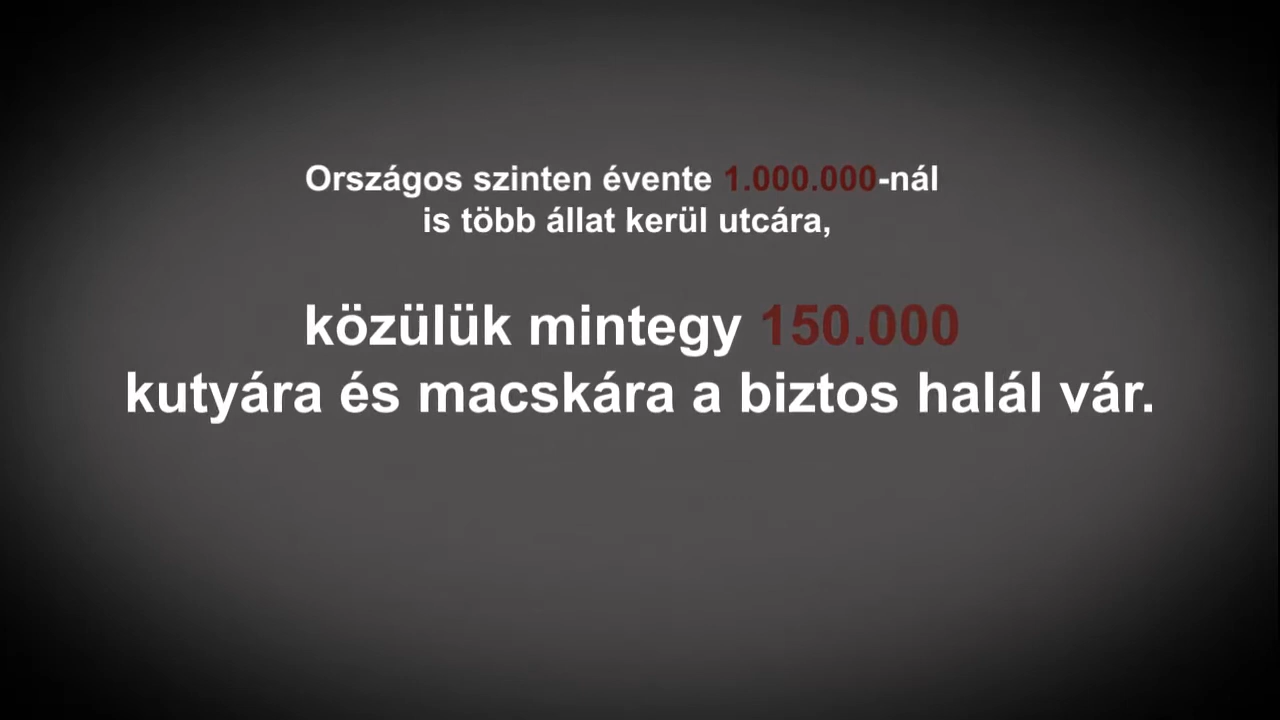 Országos szinten évente 1.000.000-nál
is több állat kerül utcára,
közülük mintegy 150.000
kutyára és macskára a biztos halál vár.